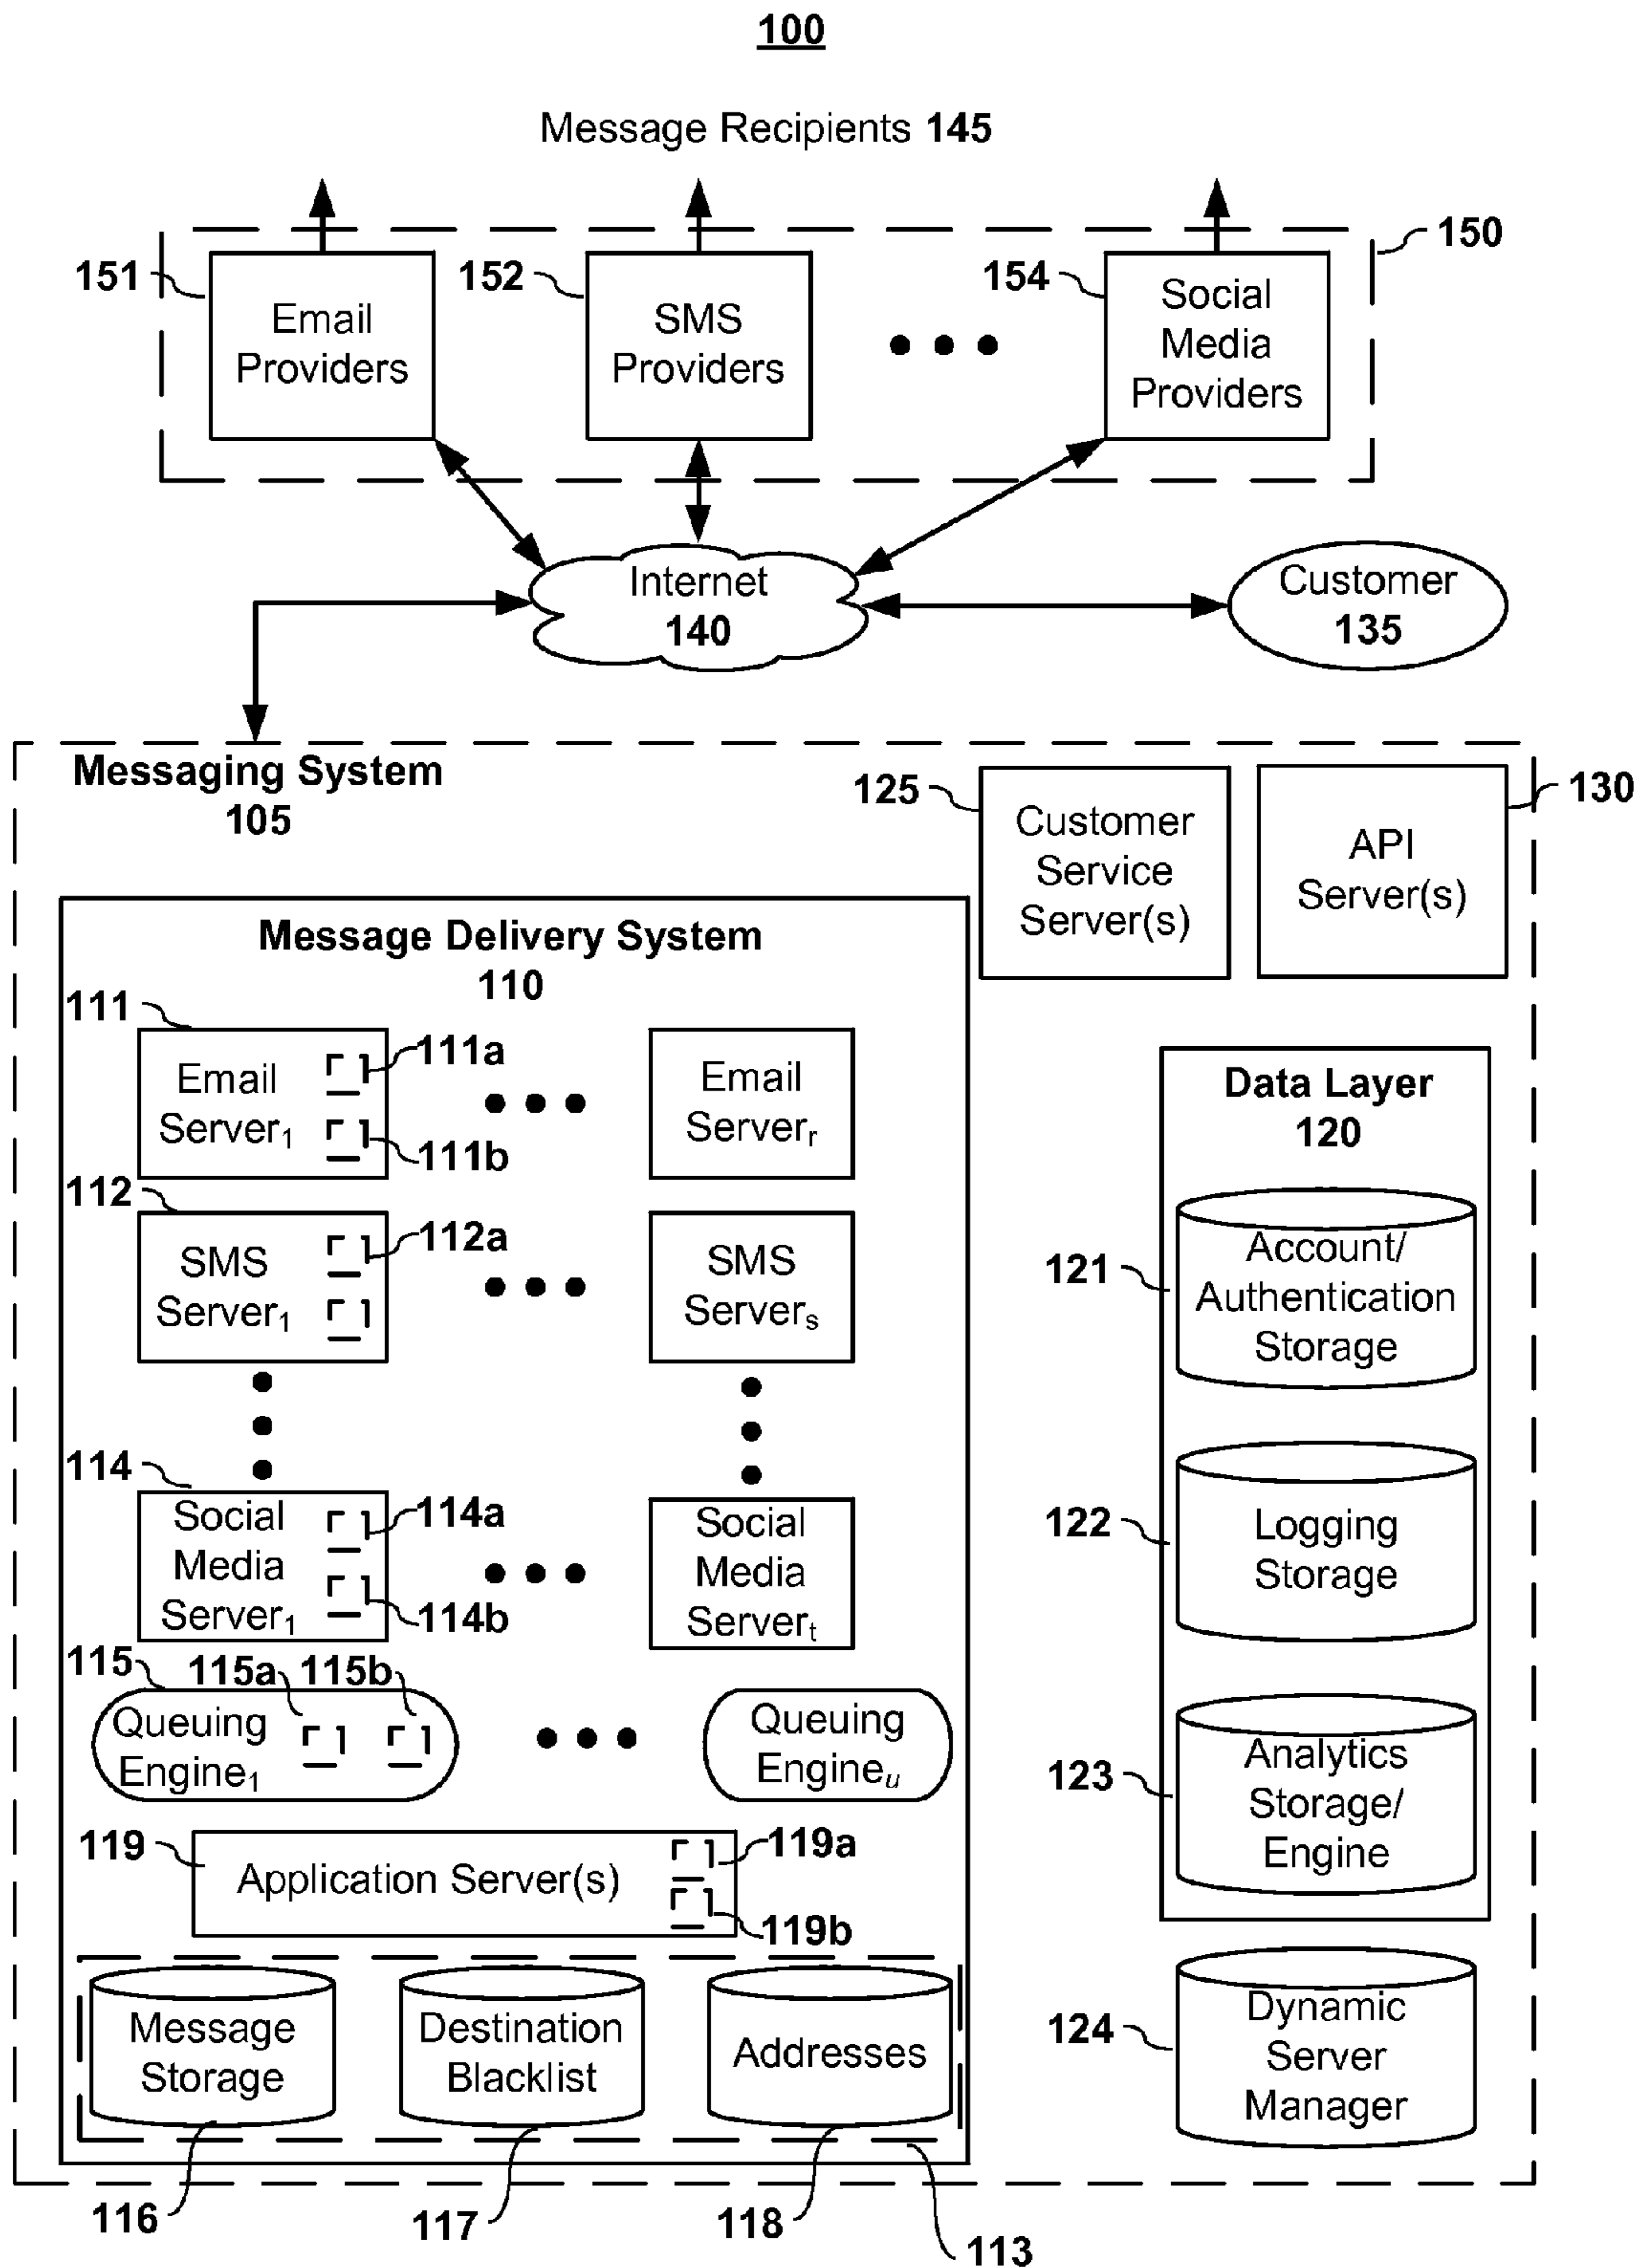 100
Message Recipients 145
150
151
152
154
Email
Providers
SMS
Providers
Social
Media
Providers
Internet
140
Customer
135
Messaging System
105
125
Customer
Service
Server(s)
130
API
Server(s)
Message Delivery System
110
111
Email
Server₁
111a
111b
Email
Serverᵣ
112
SMS
Server₁
112a
SMS
Serverₛ
114
Social
Media
Server₁
114a
114b
Social
Media
Serverₜ
115
115a
115b
Queuing
Engine₁
Queuing
Engineᵤ
119
Application Server(s)
119a
119b
Message
Storage
Destination
Blacklist
Addresses
116
117
118
113
Data Layer
120
121
Account/
Authentication
Storage
122
Logging
Storage
123
Analytics
Storage/
Engine
124
Dynamic
Server
Manager